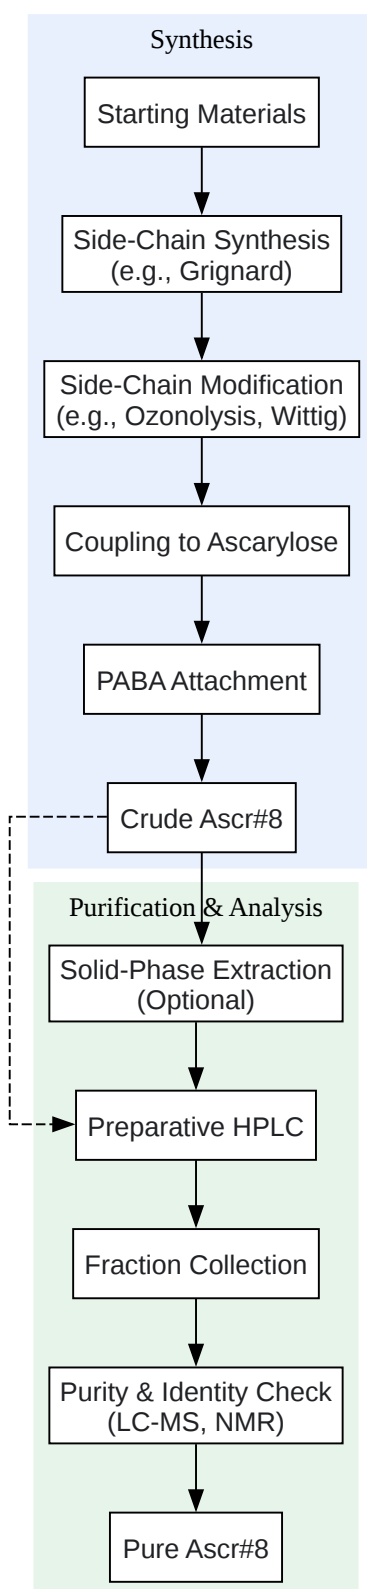 Synthesis
Starting Materials
Side-Chain Synthesis
(e.g., Grignard)
Side-Chain Modification
(e.g., Ozonolysis, Wittig)
Coupling to Ascarylose
PABA Attachment
Crude Ascr#8
Purification & Analysis
Solid-Phase Extraction
(Optional)
Preparative HPLC
Fraction Collection
Purity & Identity Check
(LC-MS, NMR)
Pure Ascr#8